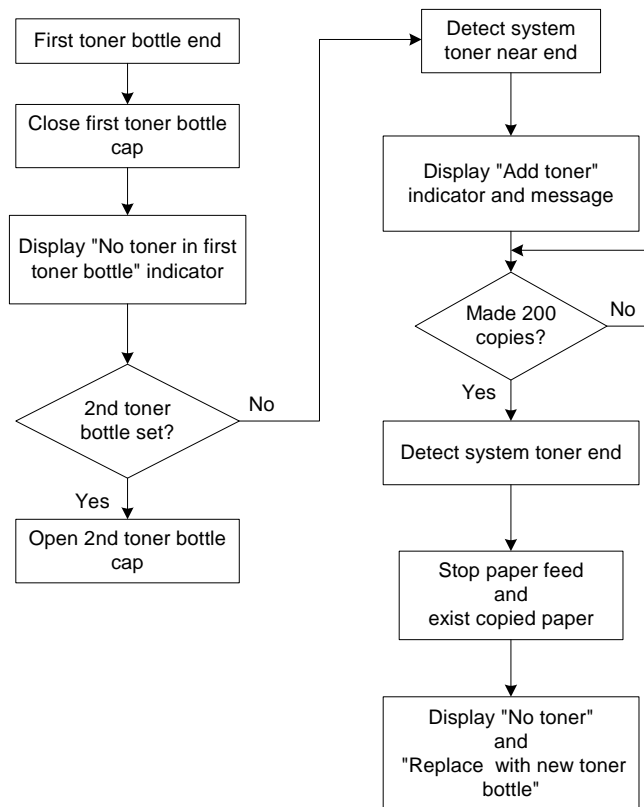 First toner bottle end
Close first toner bottle
cap
Display "No toner in first
toner bottle" indicator
2nd toner
bottle set?
No
Yes
Open 2nd toner bottle
cap
Detect system
toner near end
Display "Add toner"
indicator and message
Made 200
copies?
No
Yes
Detect system toner end
Stop paper feed
and
exist copied paper
Display "No toner"
and
"Replace with new toner
bottle"